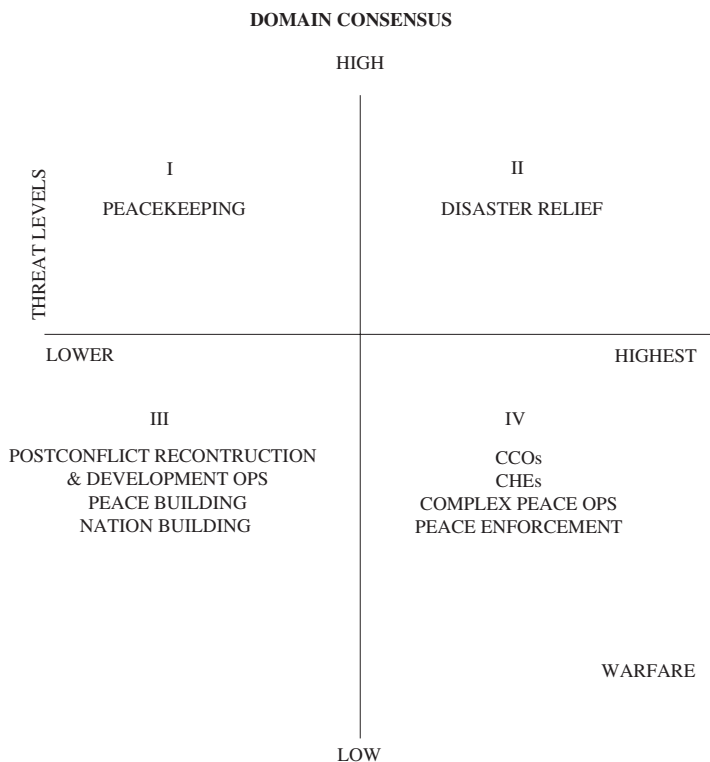 DOMAIN CONSENSUS
HIGH
THREAT LEVELS
I
PEACEKEEPING
II
DISASTER RELIEF
LOWER
HIGHEST
III
POSTCONFLICT RECONTRUCTION
& DEVELOPMENT OPS
PEACE BUILDING
NATION BUILDING
IV
CCOs
CHEs
COMPLEX PEACE OPS
PEACE ENFORCEMENT
WARFARE
LOW